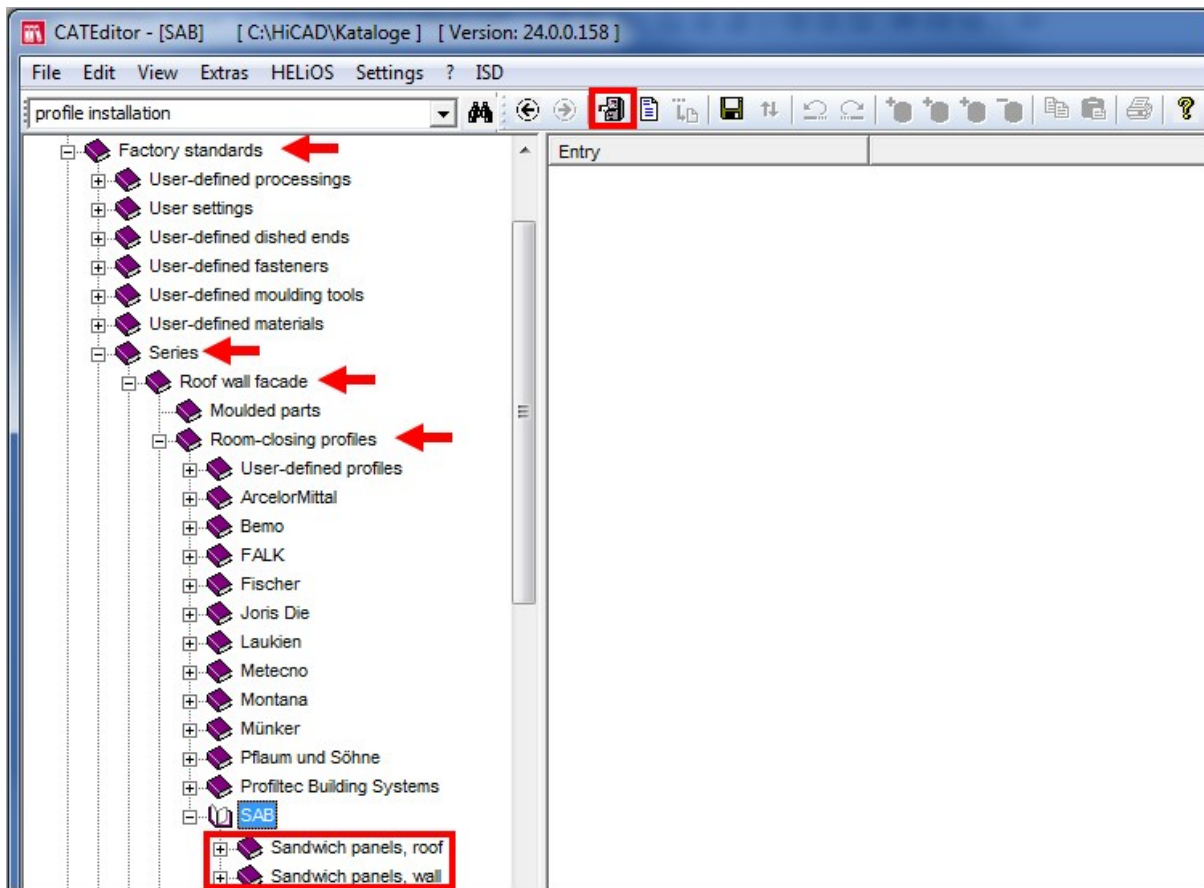 CATEditor - [SAB] [ C:\HiCAD\Kataloge ] [ Version: 24.0.0.158 ]
File Edit View Extras HELiOS Settings ? ISD
profile installation
Entry
Factory standards
User-defined processings
User settings
User-defined dished ends
User-defined fasteners
User-defined moulding tools
User-defined materials
Series
Roof wall facade
Moulded parts
Room-closing profiles
User-defined profiles
ArcelorMittal
Bemo
FALK
Fischer
Joris Die
Laukien
Metecno
Montana
Münker
Pflaum und Söhne
Profiltec Building Systems
SAB
Sandwich panels, roof
Sandwich panels, wall